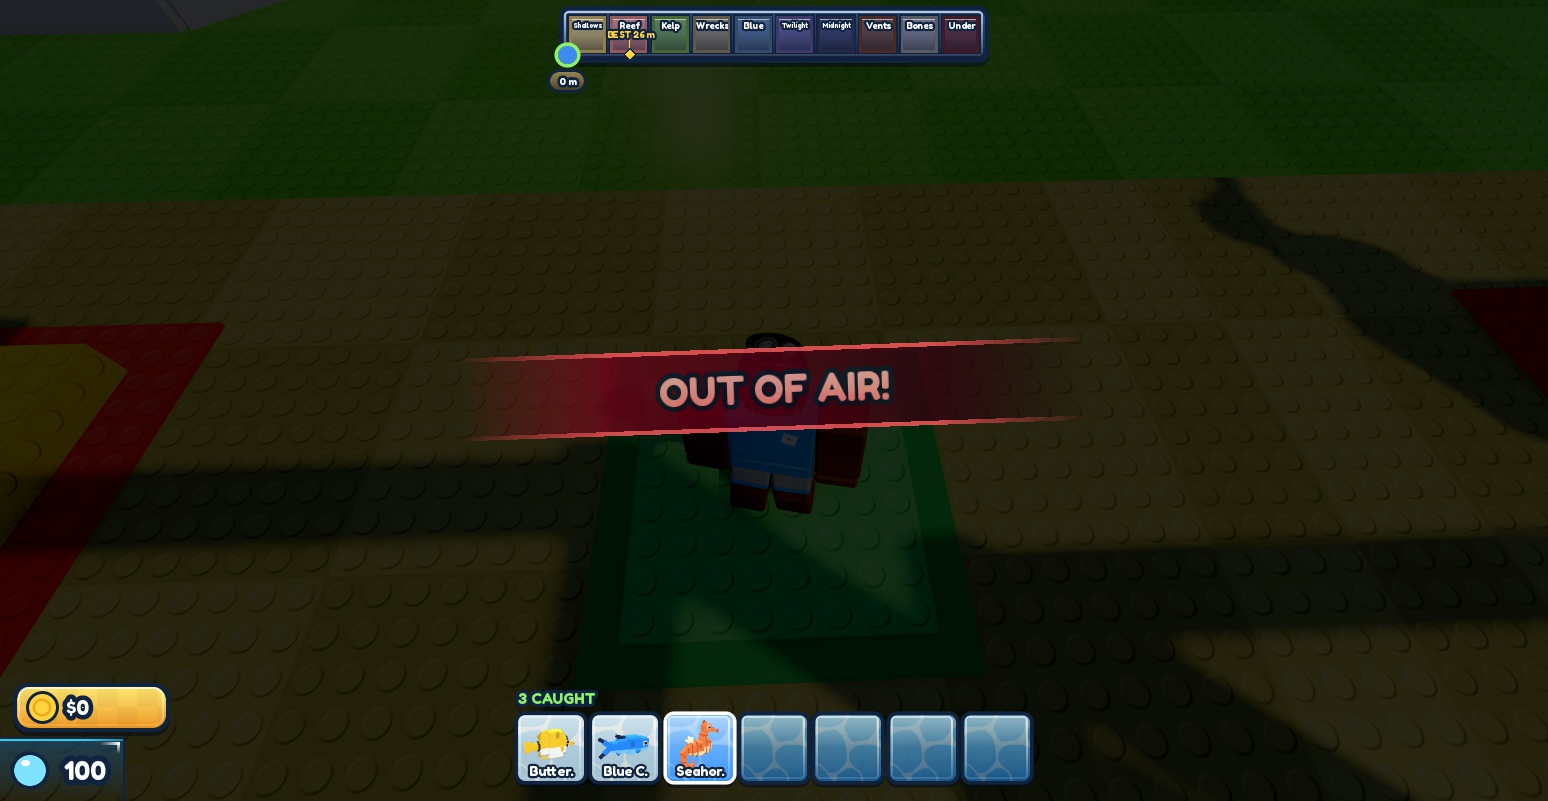 Shallows Reef Kelp Wrecks Blue Twilight Midnight Vents Bones Under
BEST 26 m
0 m
OUT OF AIR!
$0
100
3 CAUGHT
Butter. Blue C. Seahor.